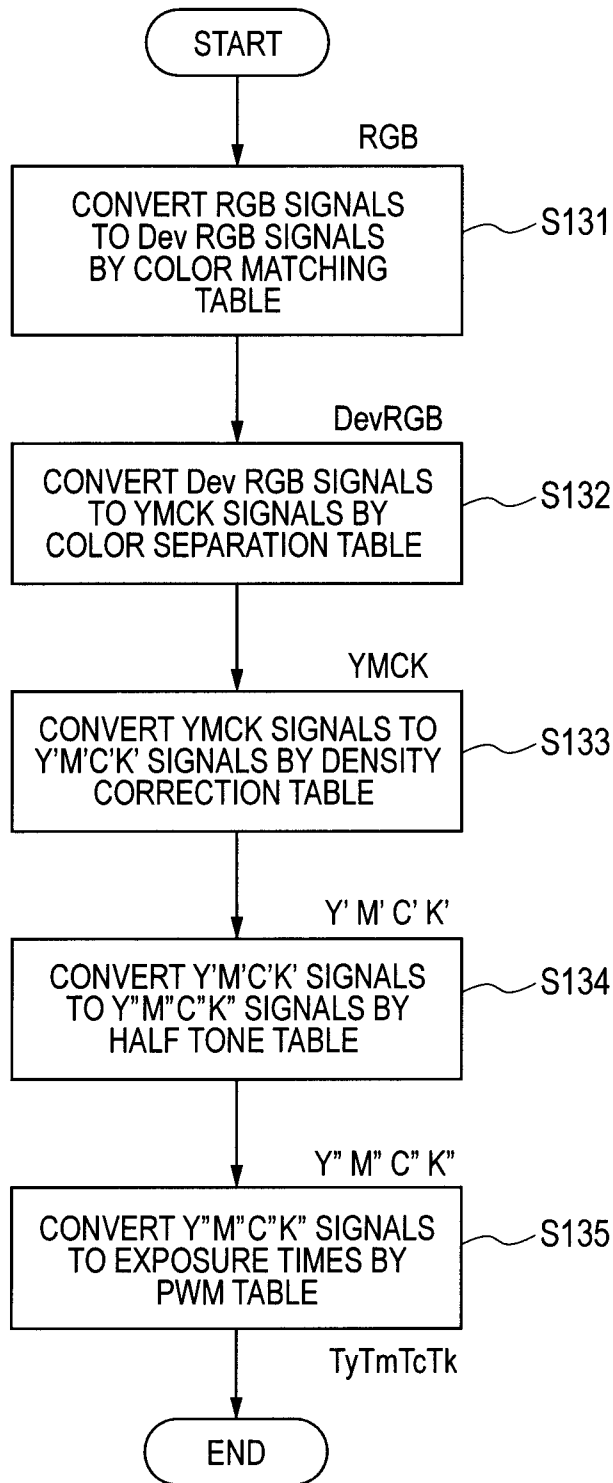 START
RGB
CONVERT RGB SIGNALS
TO Dev RGB SIGNALS
BY COLOR MATCHING
TABLE
S131
DevRGB
CONVERT Dev RGB SIGNALS
TO YMCK SIGNALS BY
COLOR SEPARATION TABLE
S132
YMCK
CONVERT YMCK SIGNALS TO
Y'M'C'K' SIGNALS BY DENSITY
CORRECTION TABLE
S133
Y' M' C' K'
CONVERT Y'M'C'K' SIGNALS
TO Y"M"C"K" SIGNALS BY
HALF TONE TABLE
S134
Y" M" C" K"
CONVERT Y"M"C"K" SIGNALS
TO EXPOSURE TIMES BY
PWM TABLE
S135
TyTmTcTk
END